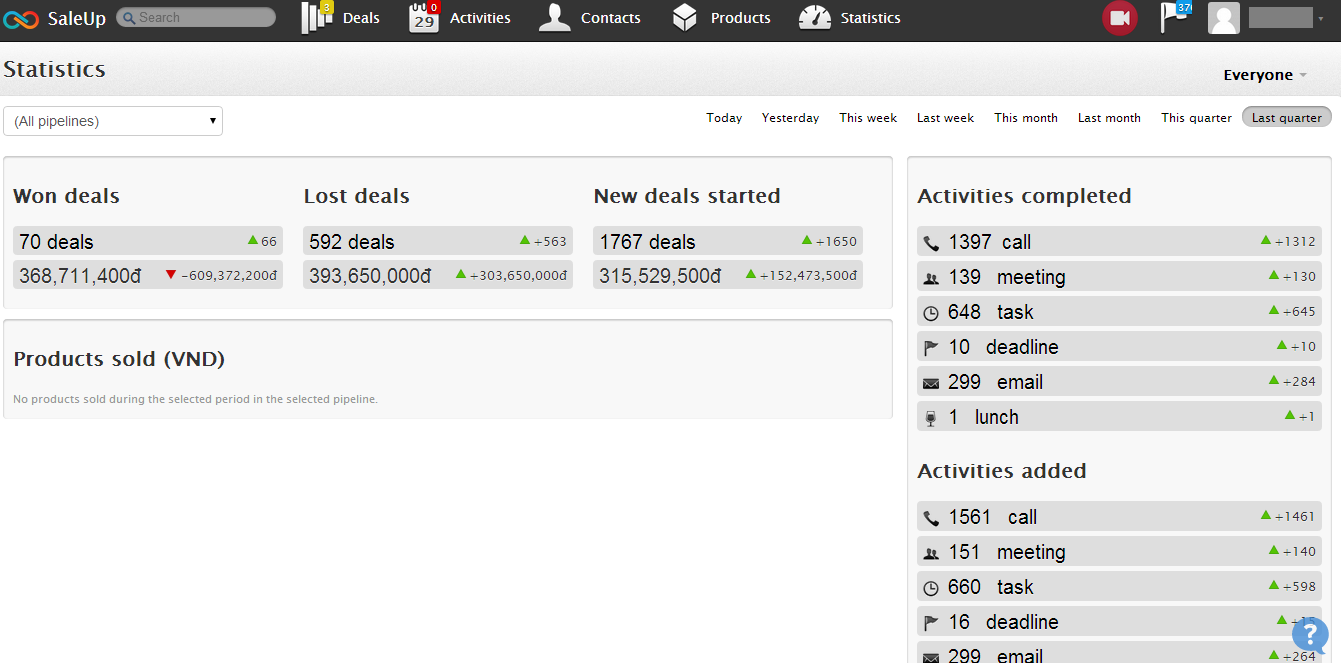 SaleUp
Search
3
Deals
0
29
Activities
Contacts
Products
Statistics
Statistics
Everyone
(All pipelines)
Today Yesterday This week Last week This month Last month This quarter Last quarter
Won deals
70 deals 66
368,711,400đ -609,372,200đ
Lost deals
592 deals +563
393,650,000đ +303,650,000đ
New deals started
1767 deals +1650
315,529,500đ +152,473,500đ
Products sold (VND)
No products sold during the selected period in the selected pipeline.
Activities completed
1397 call +1312
139 meeting +130
648 task +645
10 deadline +10
299 email +284
1 lunch +1
Activities added
1561 call +1461
151 meeting +140
660 task +598
16 deadline
?
299 email +264